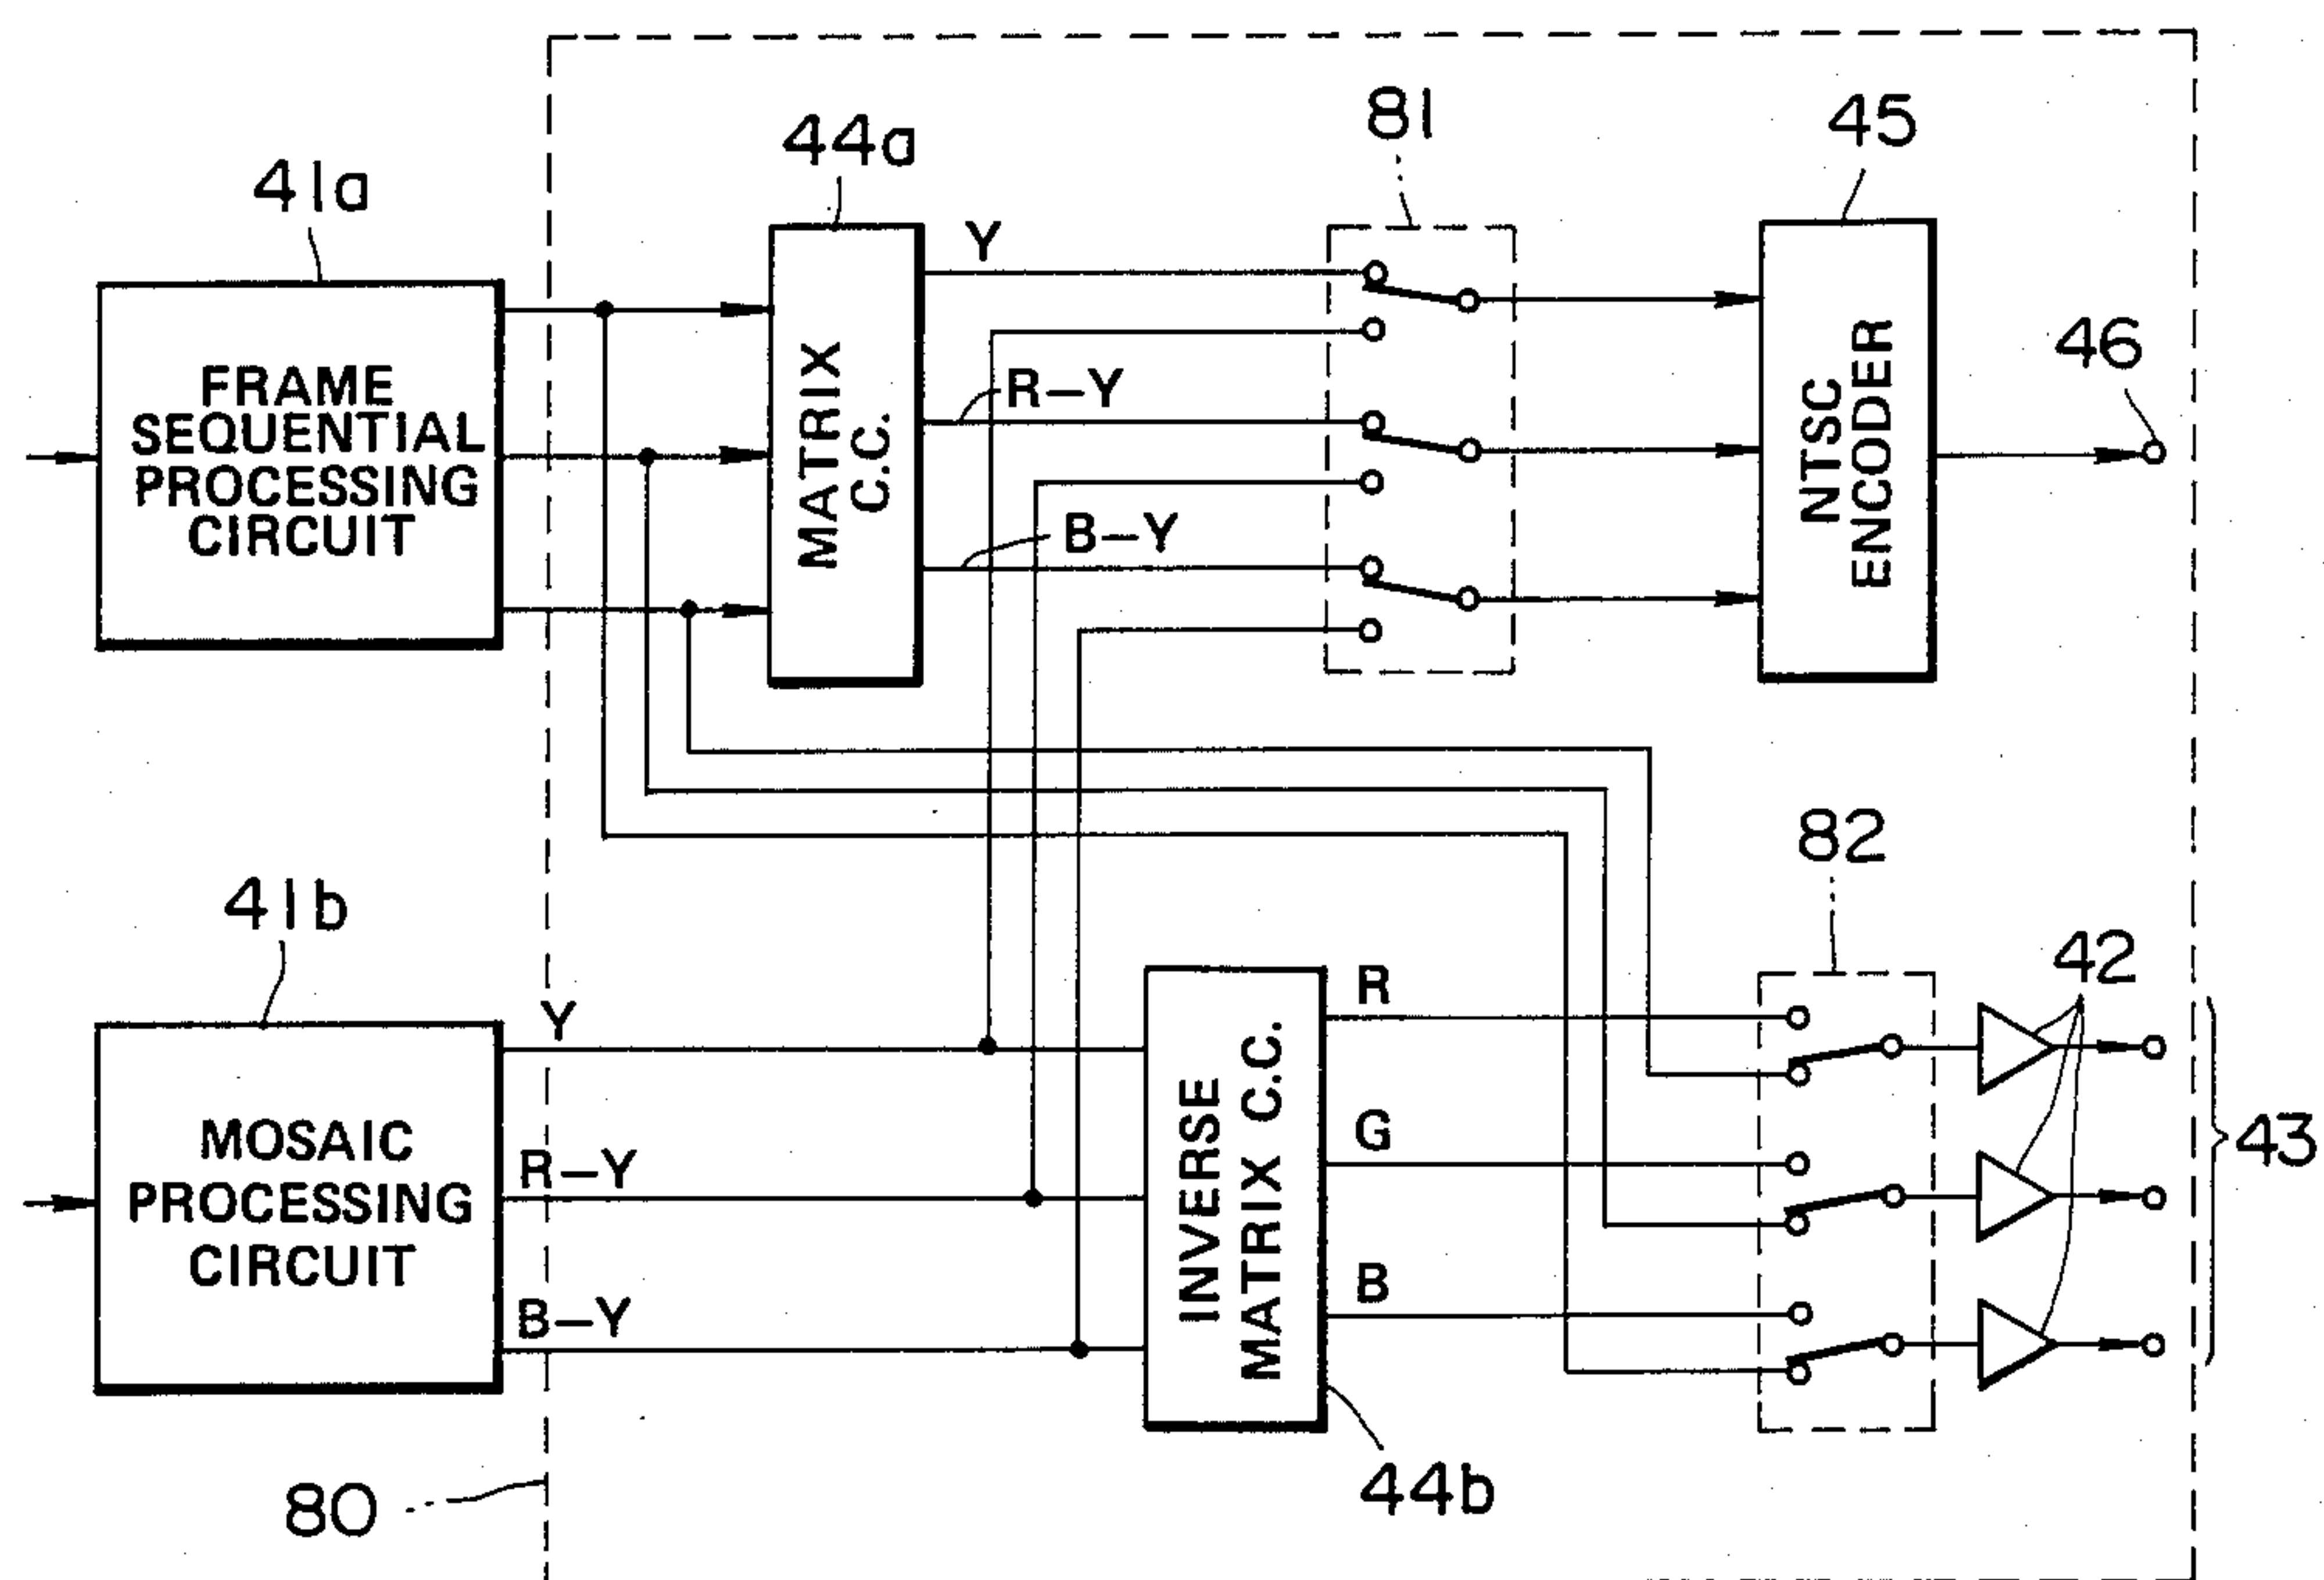 81
45
44a
41a
Y
46
FRAME
SEQUENTIAL
PROCESSING
CIRCUIT
MATRIX
C.C.
R-Y
B-Y
NTSC
ENCODER
82
41b
42
Y
R
MOSAIC
PROCESSING
CIRCUIT
R-Y
B-Y
INVERSE
MATRIX C.C.
G
B
43
44b
80